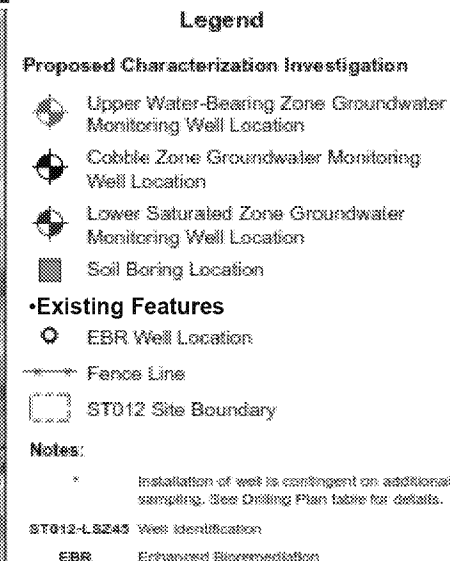 Legend
Proposed Characterization Investigation
Upper Water-Bearing Zone Groundwater
Monitoring Well Location
Cobble Zone Groundwater Monitoring
Well Location
Lower Saturated Zone Groundwater
Monitoring Well Location
Soil Boring Location
•Existing Features
EBR Well Location
Fence Line
ST012 Site Boundary
Notes:
* Installation of well is contingent on additional
sampling. See Drilling Plan table for details.
ST012-LSZ45 Well Identification
EBR Enhanced Bioremediation